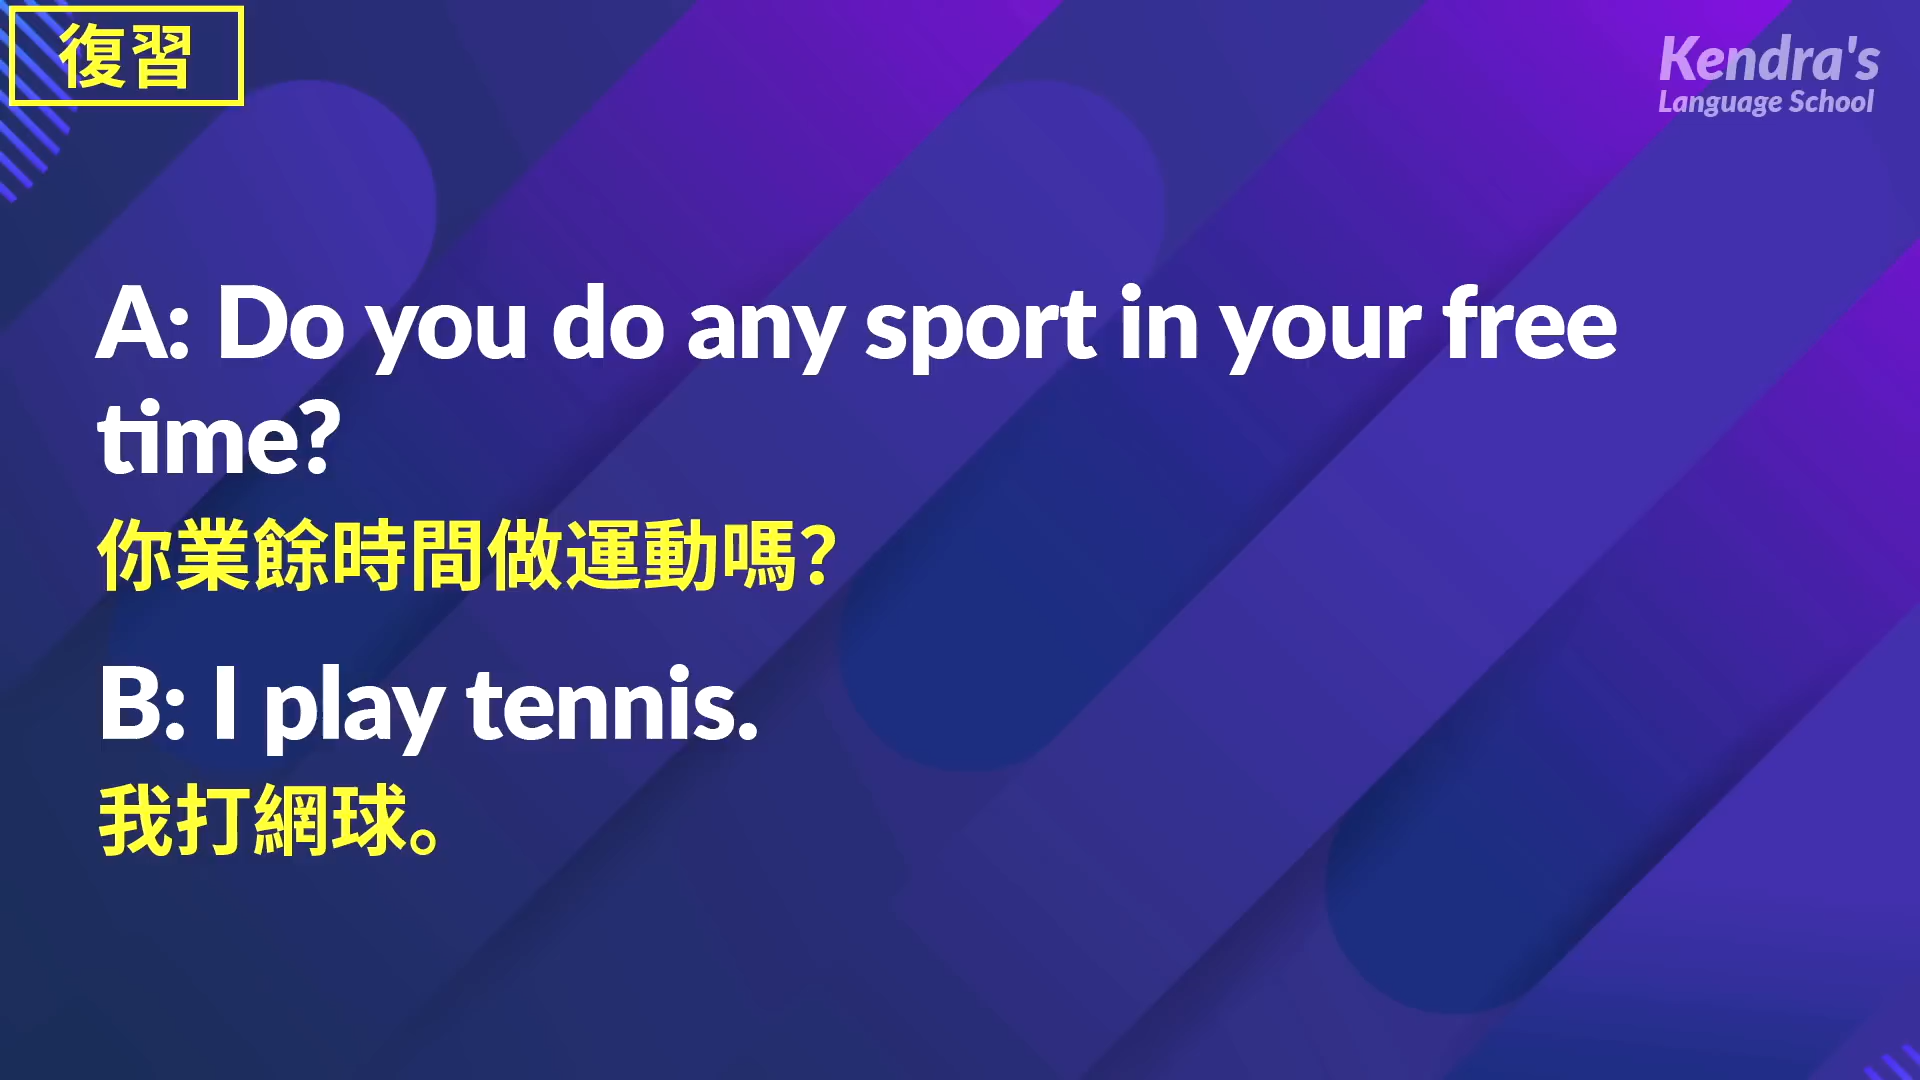 復習
Kendra's
Language School
A: Do you do any sport in your free
time?
你業餘時間做運動嗎?
B: I play tennis.
我打網球。